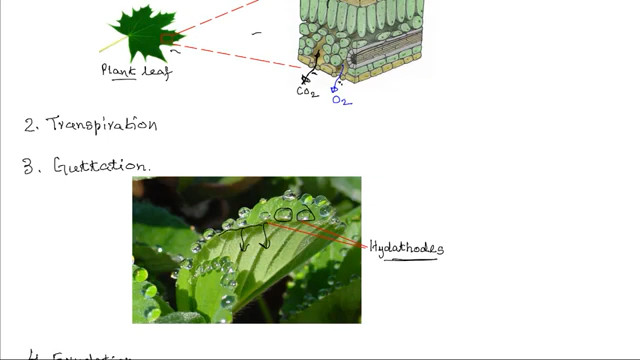 Plant leaf
CO2
O2
2. Transpiration
3. Guttation.
Hydathodes